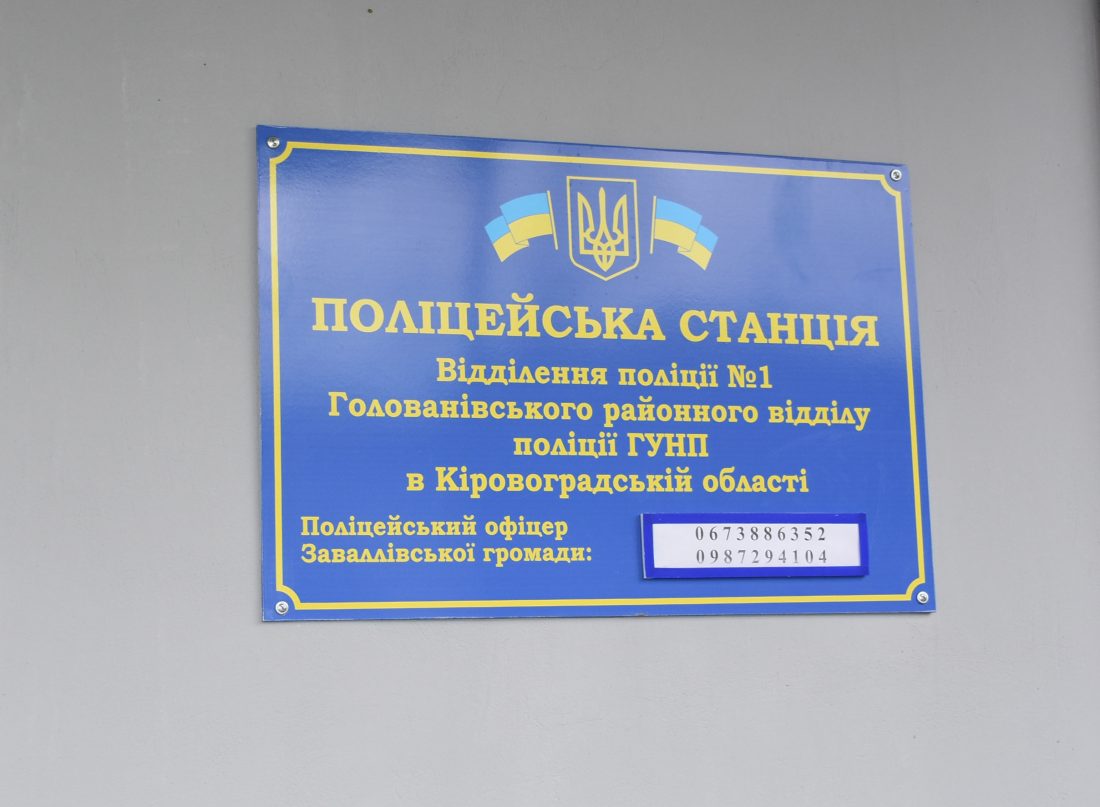 ПОЛІЦЕЙСЬКА СТАНЦІЯ
Відділення поліції №1
Голованівського районного відділу
поліції ГУНП
в Кіровоградській області
Поліцейський офіцер
Заваллівської громади:
0673886352
0987294104